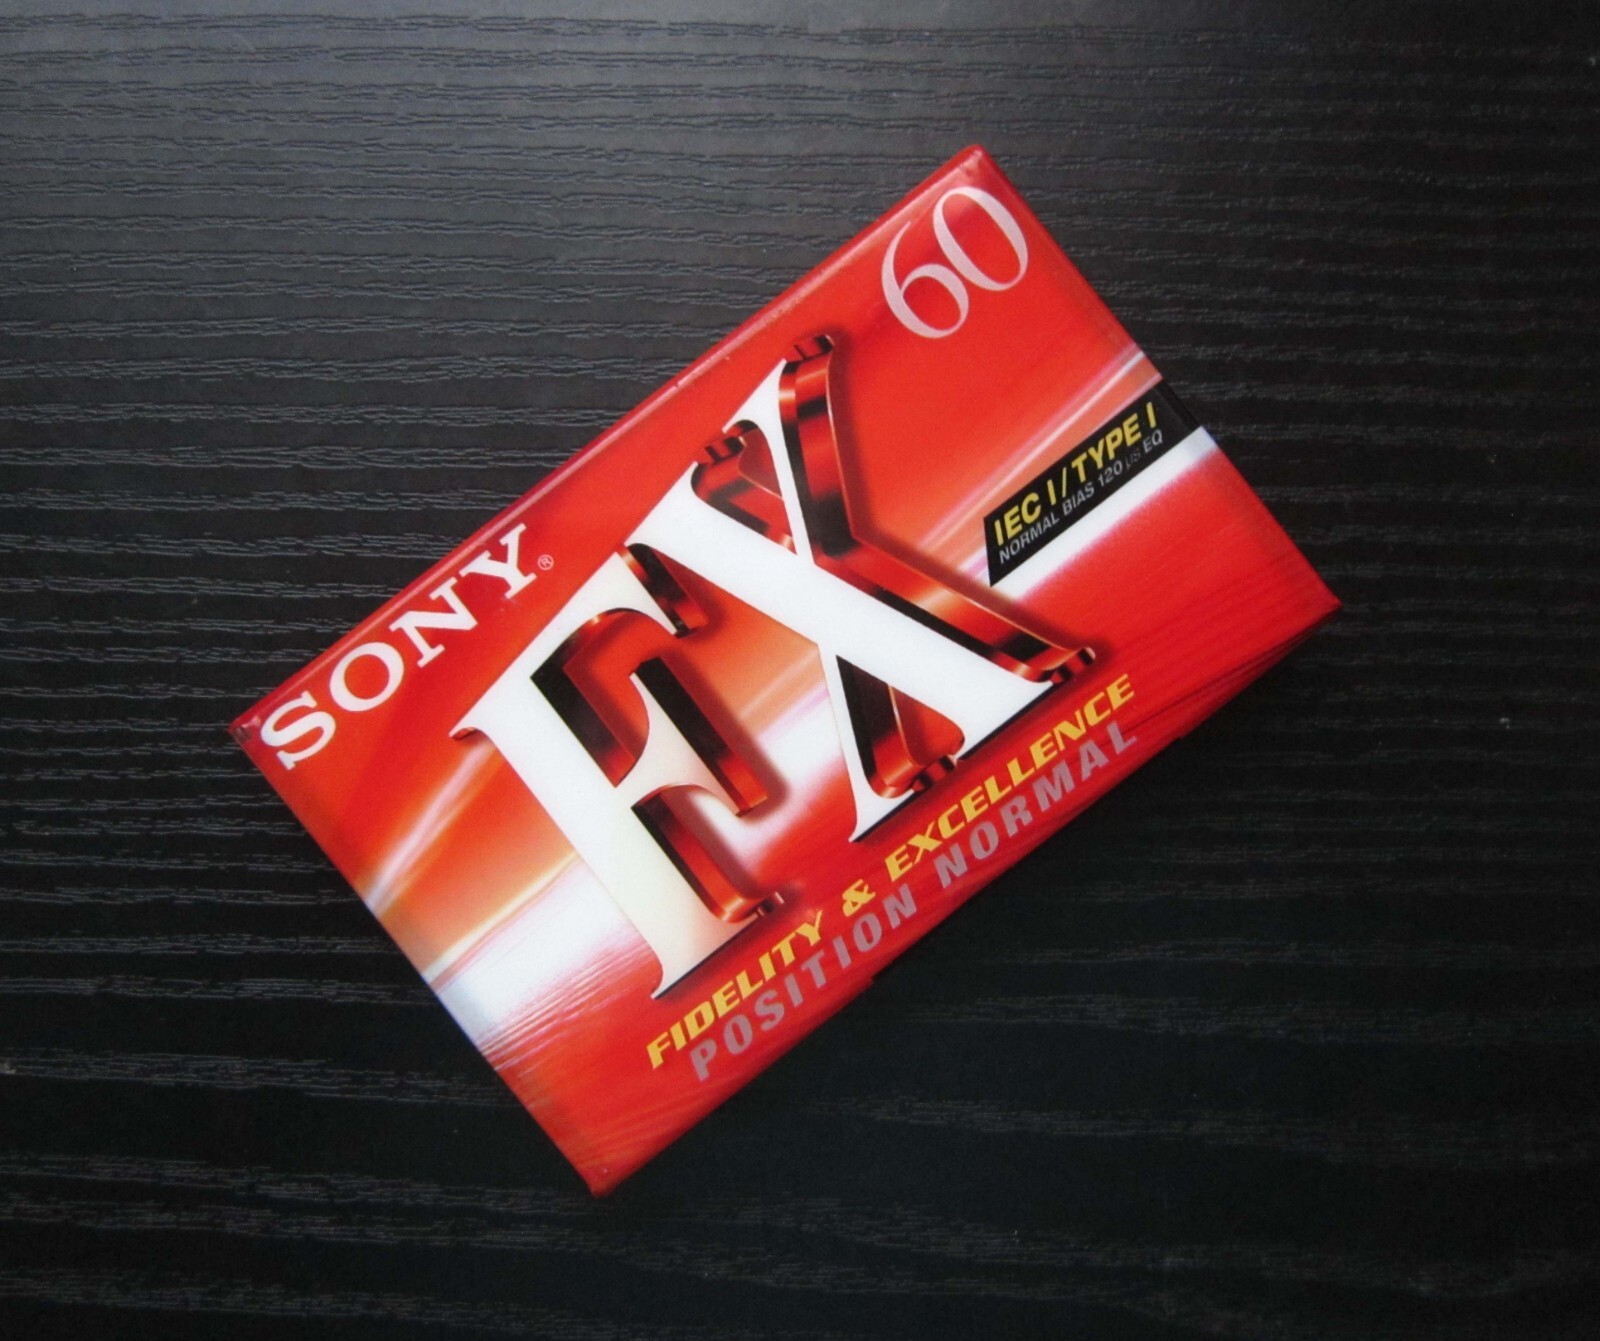 SONY®
60
FX
IEC I / TYPE I
NORMAL BIAS 120 µs EQ
FIDELITY & EXCELLENCE
POSITION NORMAL